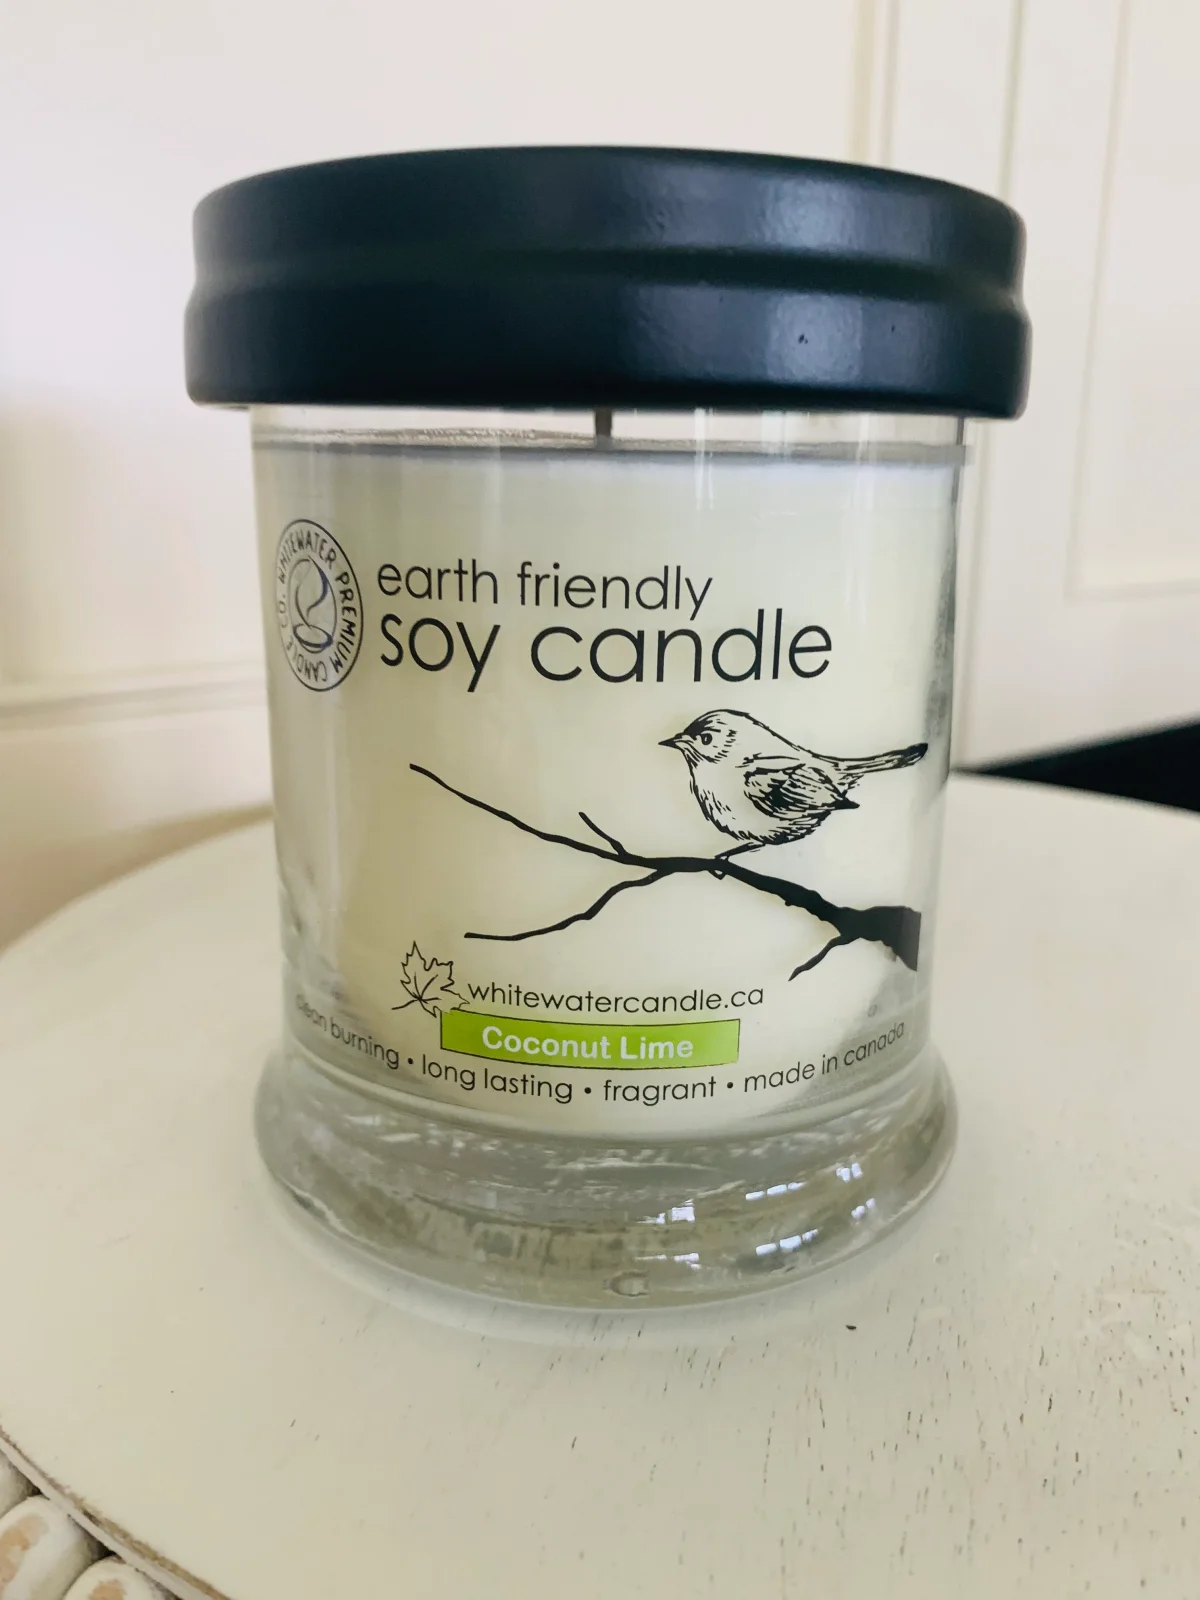 WHITEWATER PREMIUM CANDLE CO.
earth friendly
soy candle
whitewatercandle.ca
Coconut Lime
clean burning • long lasting • fragrant • made in canada